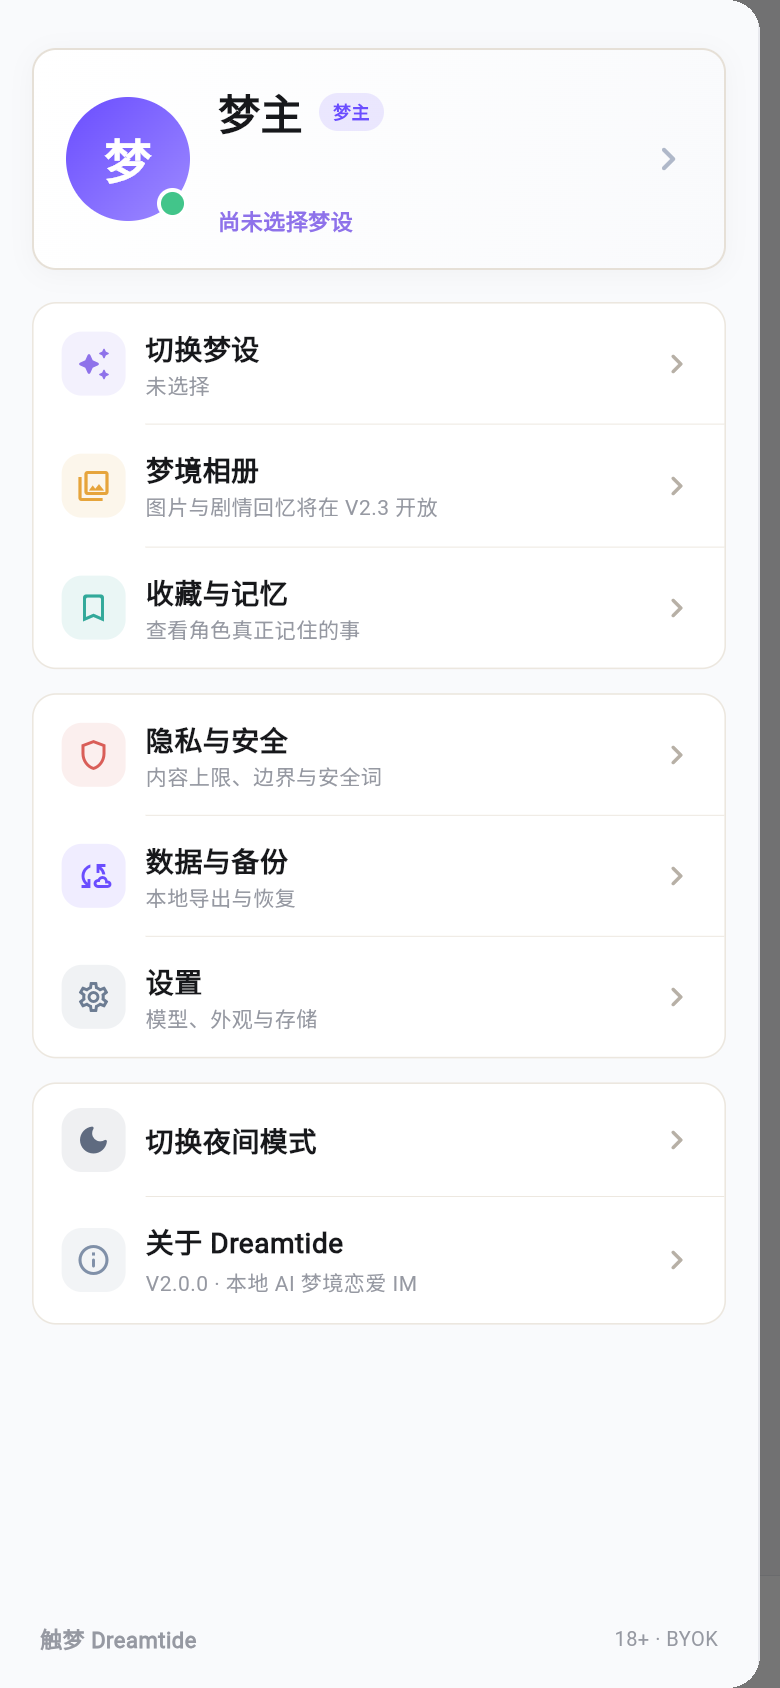 梦
梦主
梦主
尚未选择梦设
切换梦设
未选择
梦境相册
图片与剧情回忆将在 V2.3 开放
收藏与记忆
查看角色真正记住的事
隐私与安全
内容上限、边界与安全词
数据与备份
本地导出与恢复
设置
模型、外观与存储
切换夜间模式
关于 Dreamtide
V2.0.0 · 本地 AI 梦境恋爱 IM
触梦 Dreamtide
18+ · BYOK